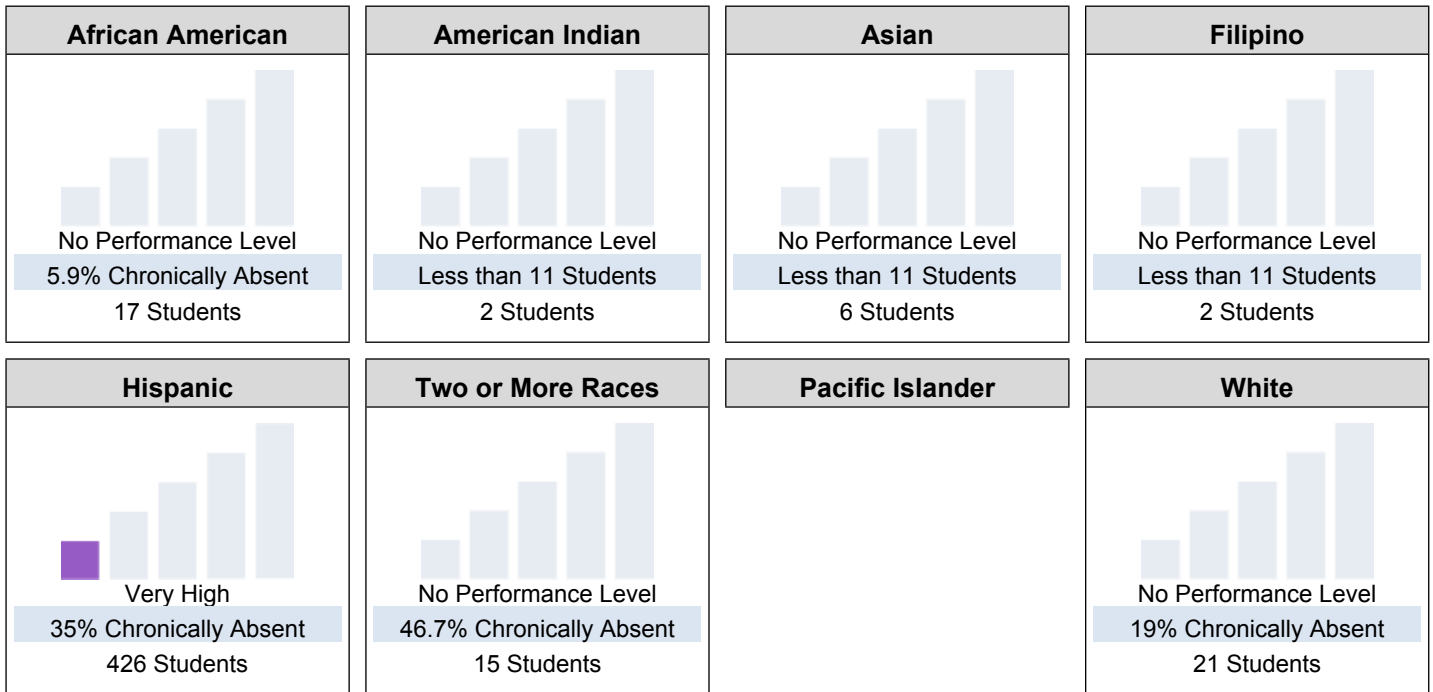 African American
No Performance Level
5.9% Chronically Absent
17 Students
American Indian
No Performance Level
Less than 11 Students
2 Students
Asian
No Performance Level
Less than 11 Students
6 Students
Filipino
No Performance Level
Less than 11 Students
2 Students
Hispanic
Very High
35% Chronically Absent
426 Students
Two or More Races
No Performance Level
46.7% Chronically Absent
15 Students
Pacific Islander
White
No Performance Level
19% Chronically Absent
21 Students